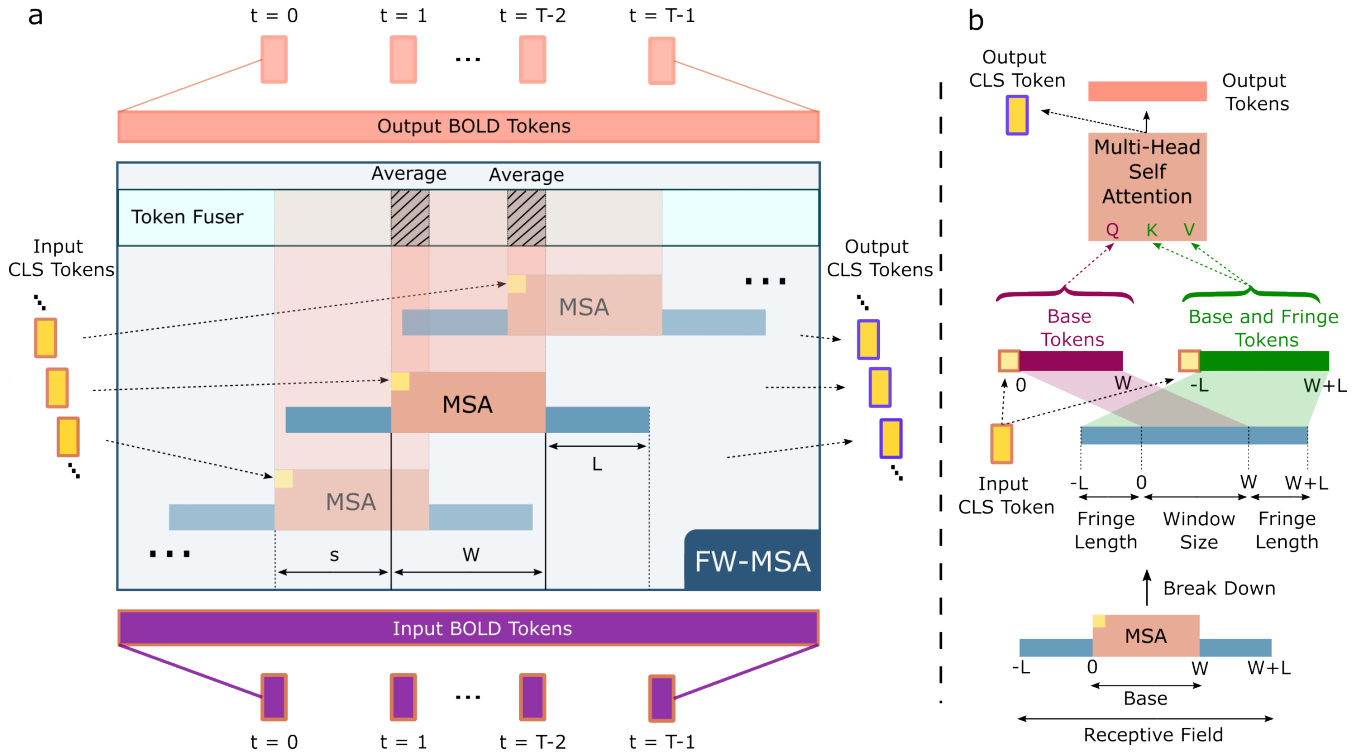 a
t = 0
t = 1
t = T-2
t = T-1
...
Output BOLD Tokens
Average
Average
Token Fuser
Input
CLS Tokens
Output
CLS Tokens
...
MSA
MSA
L
MSA
...
s
W
FW-MSA
Input BOLD Tokens
...
t = 0
t = 1
t = T-2
t = T-1
b
Output
CLS Token
Output
Tokens
Multi-Head
Self
Attention
Q
K
V
Base
Tokens
Base and Fringe
Tokens
0
W
-L
W+L
Input
CLS Token
-L
0
W
W+L
Fringe
Length
Window
Size
Fringe
Length
Break Down
MSA
-L
0
W
W+L
Base
Receptive Field